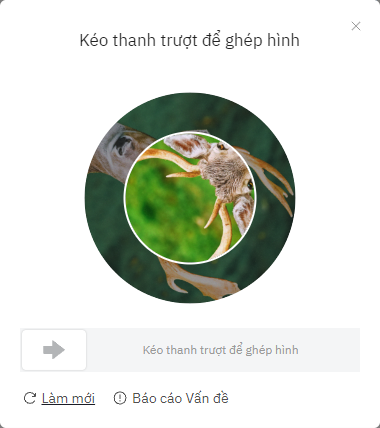 Kéo thanh trượt để ghép hình
Kéo thanh trượt để ghép hình
Làm mới
Báo cáo Vấn đề